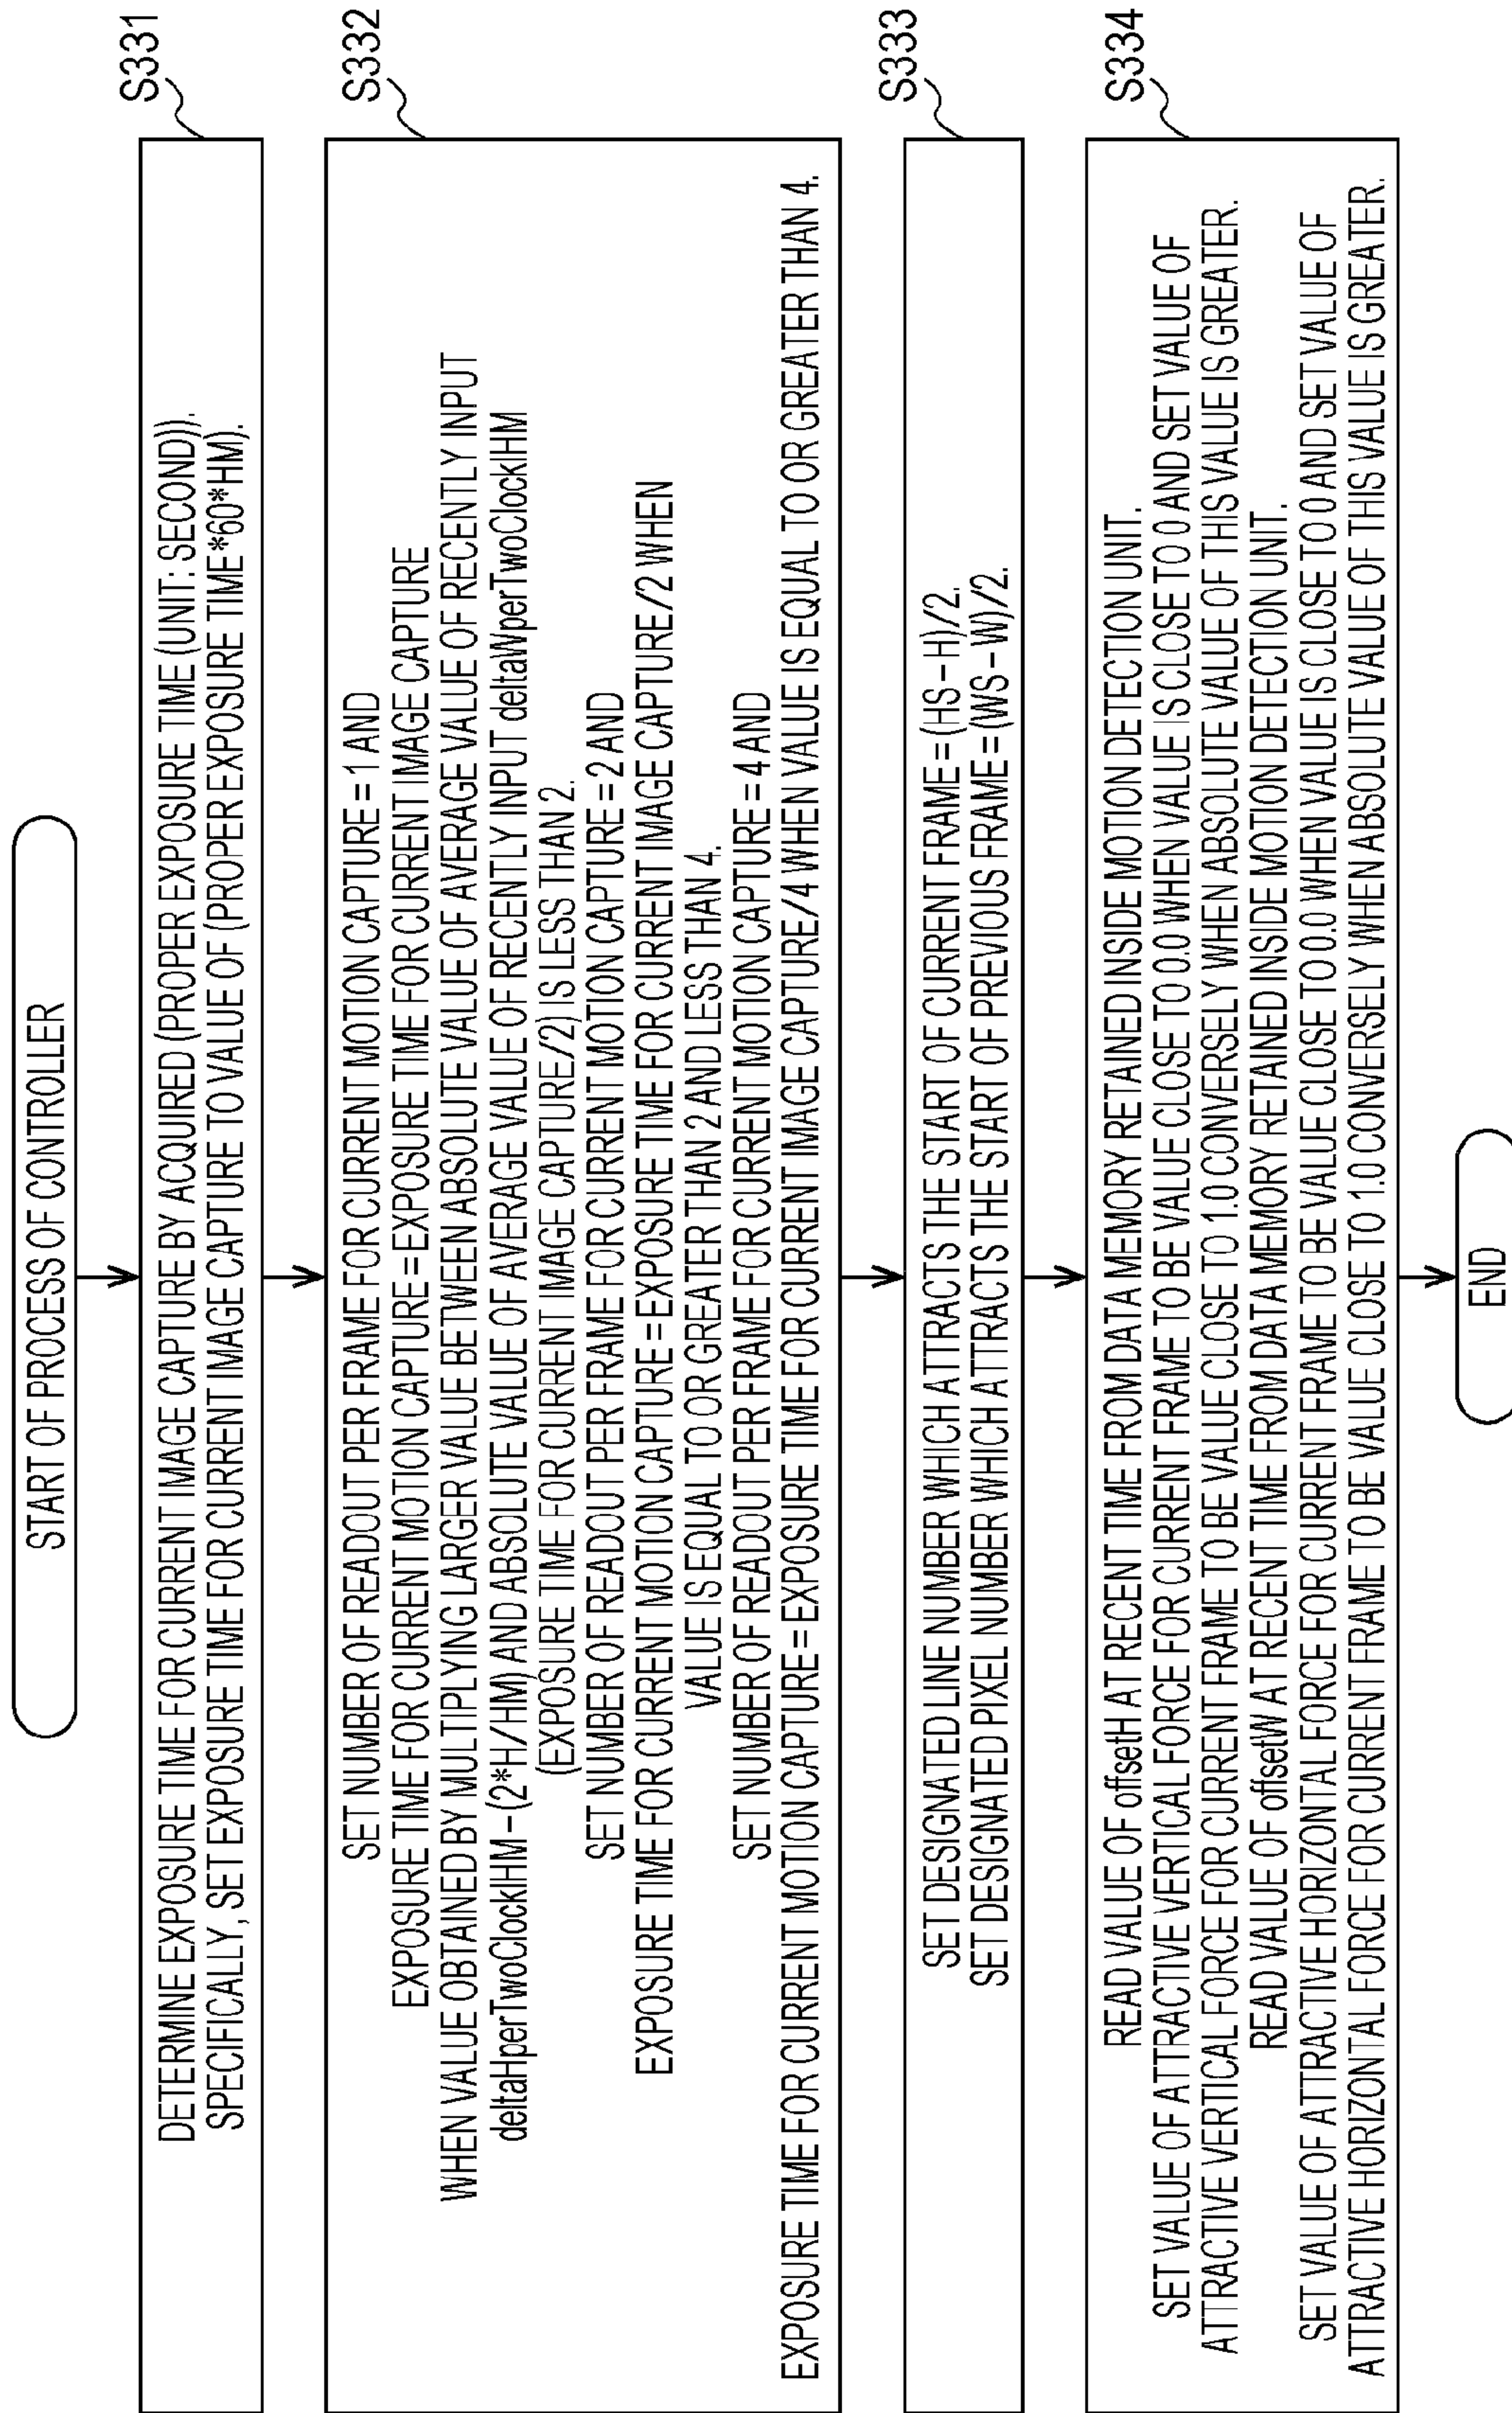 START OF PROCESS OF CONTROLLER
S331
DETERMINE EXPOSURE TIME FOR CURRENT IMAGE CAPTURE BY ACQUIRED (PROPER EXPOSURE TIME (UNIT: SECOND)).
SPECIFICALLY, SET EXPOSURE TIME FOR CURRENT IMAGE CAPTURE TO VALUE OF (PROPER EXPOSURE TIME*60*HM).
S332
SET NUMBER OF READOUT PER FRAME FOR CURRENT MOTION CAPTURE = 1 AND
EXPOSURE TIME FOR CURRENT MOTION CAPTURE = EXPOSURE TIME FOR CURRENT IMAGE CAPTURE
WHEN VALUE OBTAINED BY MULTIPLYING LARGER VALUE BETWEEN ABSOLUTE VALUE OF AVERAGE VALUE OF RECENTLY INPUT
deltaHperTwoClockIHM – (2*H/HM) AND ABSOLUTE VALUE OF AVERAGE VALUE OF RECENTLY INPUT deltaWperTwoClockIHM
(EXPOSURE TIME FOR CURRENT IMAGE CAPTURE/2) IS LESS THAN 2.
SET NUMBER OF READOUT PER FRAME FOR CURRENT MOTION CAPTURE = 2 AND
EXPOSURE TIME FOR CURRENT MOTION CAPTURE = EXPOSURE TIME FOR CURRENT IMAGE CAPTURE/2 WHEN
VALUE IS EQUAL TO OR GREATER THAN 2 AND LESS THAN 4.
SET NUMBER OF READOUT PER FRAME FOR CURRENT MOTION CAPTURE = 4 AND
EXPOSURE TIME FOR CURRENT MOTION CAPTURE = EXPOSURE TIME FOR CURRENT IMAGE CAPTURE/4 WHEN VALUE IS EQUAL TO OR GREATER THAN 4.
S333
SET DESIGNATED LINE NUMBER WHICH ATTRACTS THE START OF CURRENT FRAME = (HS – H)/2.
SET DESIGNATED PIXEL NUMBER WHICH ATTRACTS THE START OF PREVIOUS FRAME = (WS – W)/2.
S334
READ VALUE OF offsetH AT RECENT TIME FROM DATA MEMORY RETAINED INSIDE MOTION DETECTION UNIT.
SET VALUE OF ATTRACTIVE VERTICAL FORCE FOR CURRENT FRAME TO BE VALUE CLOSE TO 0.0 WHEN VALUE IS CLOSE TO 0 AND SET VALUE OF
ATTRACTIVE VERTICAL FORCE FOR CURRENT FRAME TO BE VALUE CLOSE TO 1.0 CONVERSELY WHEN ABSOLUTE VALUE OF THIS VALUE IS GREATER.
READ VALUE OF offsetW AT RECENT TIME FROM DATA MEMORY RETAINED INSIDE MOTION DETECTION UNIT.
SET VALUE OF ATTRACTIVE HORIZONTAL FORCE FOR CURRENT FRAME TO BE VALUE CLOSE TO 0.0 WHEN VALUE IS CLOSE TO 0 AND SET VALUE OF
ATTRACTIVE HORIZONTAL FORCE FOR CURRENT FRAME TO BE VALUE CLOSE TO 1.0 CONVERSELY WHEN ABSOLUTE VALUE OF THIS VALUE IS GREATER.
END